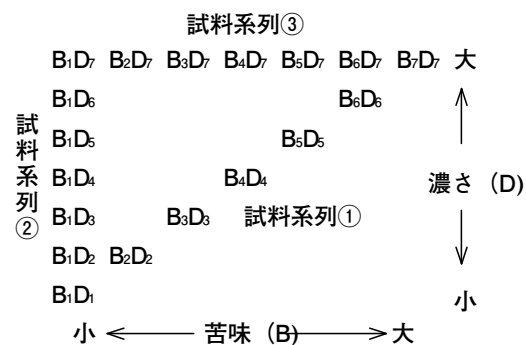 試料系列③
B₁D₇ B₂D₇ B₃D₇ B₄D₇ B₅D₇ B₆D₇ B₇D₇ 大
B₁D₆ B₆D₆
B₁D₅ B₅D₅
試料系列②
B₁D₄ B₄D₄ 濃さ（D）
B₁D₃ B₃D₃ 試料系列①
B₁D₂ B₂D₂
B₁D₁ 小
小 苦味（B） 大